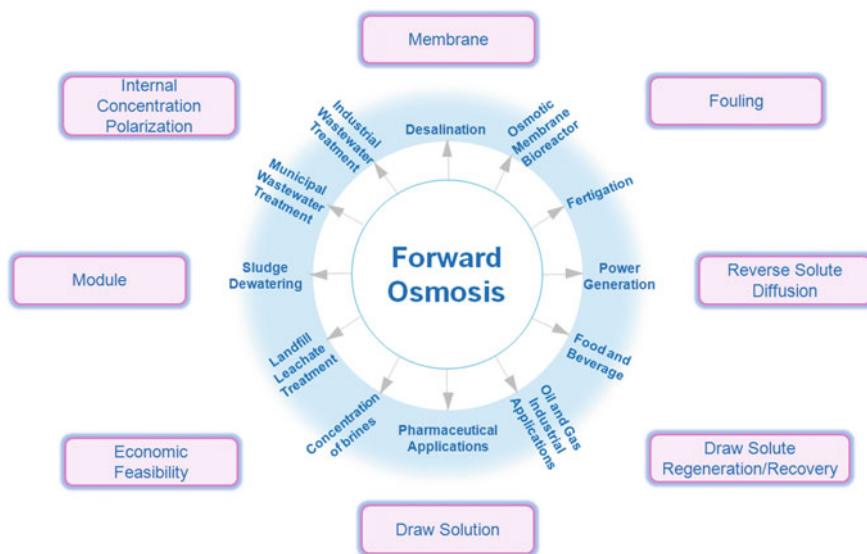 Membrane
Internal
Concentration
Polarization
Fouling
Industrial
Wastewater
Treatment
Desalination
Osmotic
Membrane
Bioreactor
Municipal
Wastewater
Treatment
Fertigation
Module
Sludge
Dewatering
Forward
Osmosis
Power
Generation
Reverse Solute
Diffusion
Landfill
Leachate
Treatment
Food and
Beverage
Concentration
of brines
Pharmaceutical
Applications
Oil and Gas
Industrial
Applications
Economic
Feasibility
Draw Solute
Regeneration/Recovery
Draw Solution